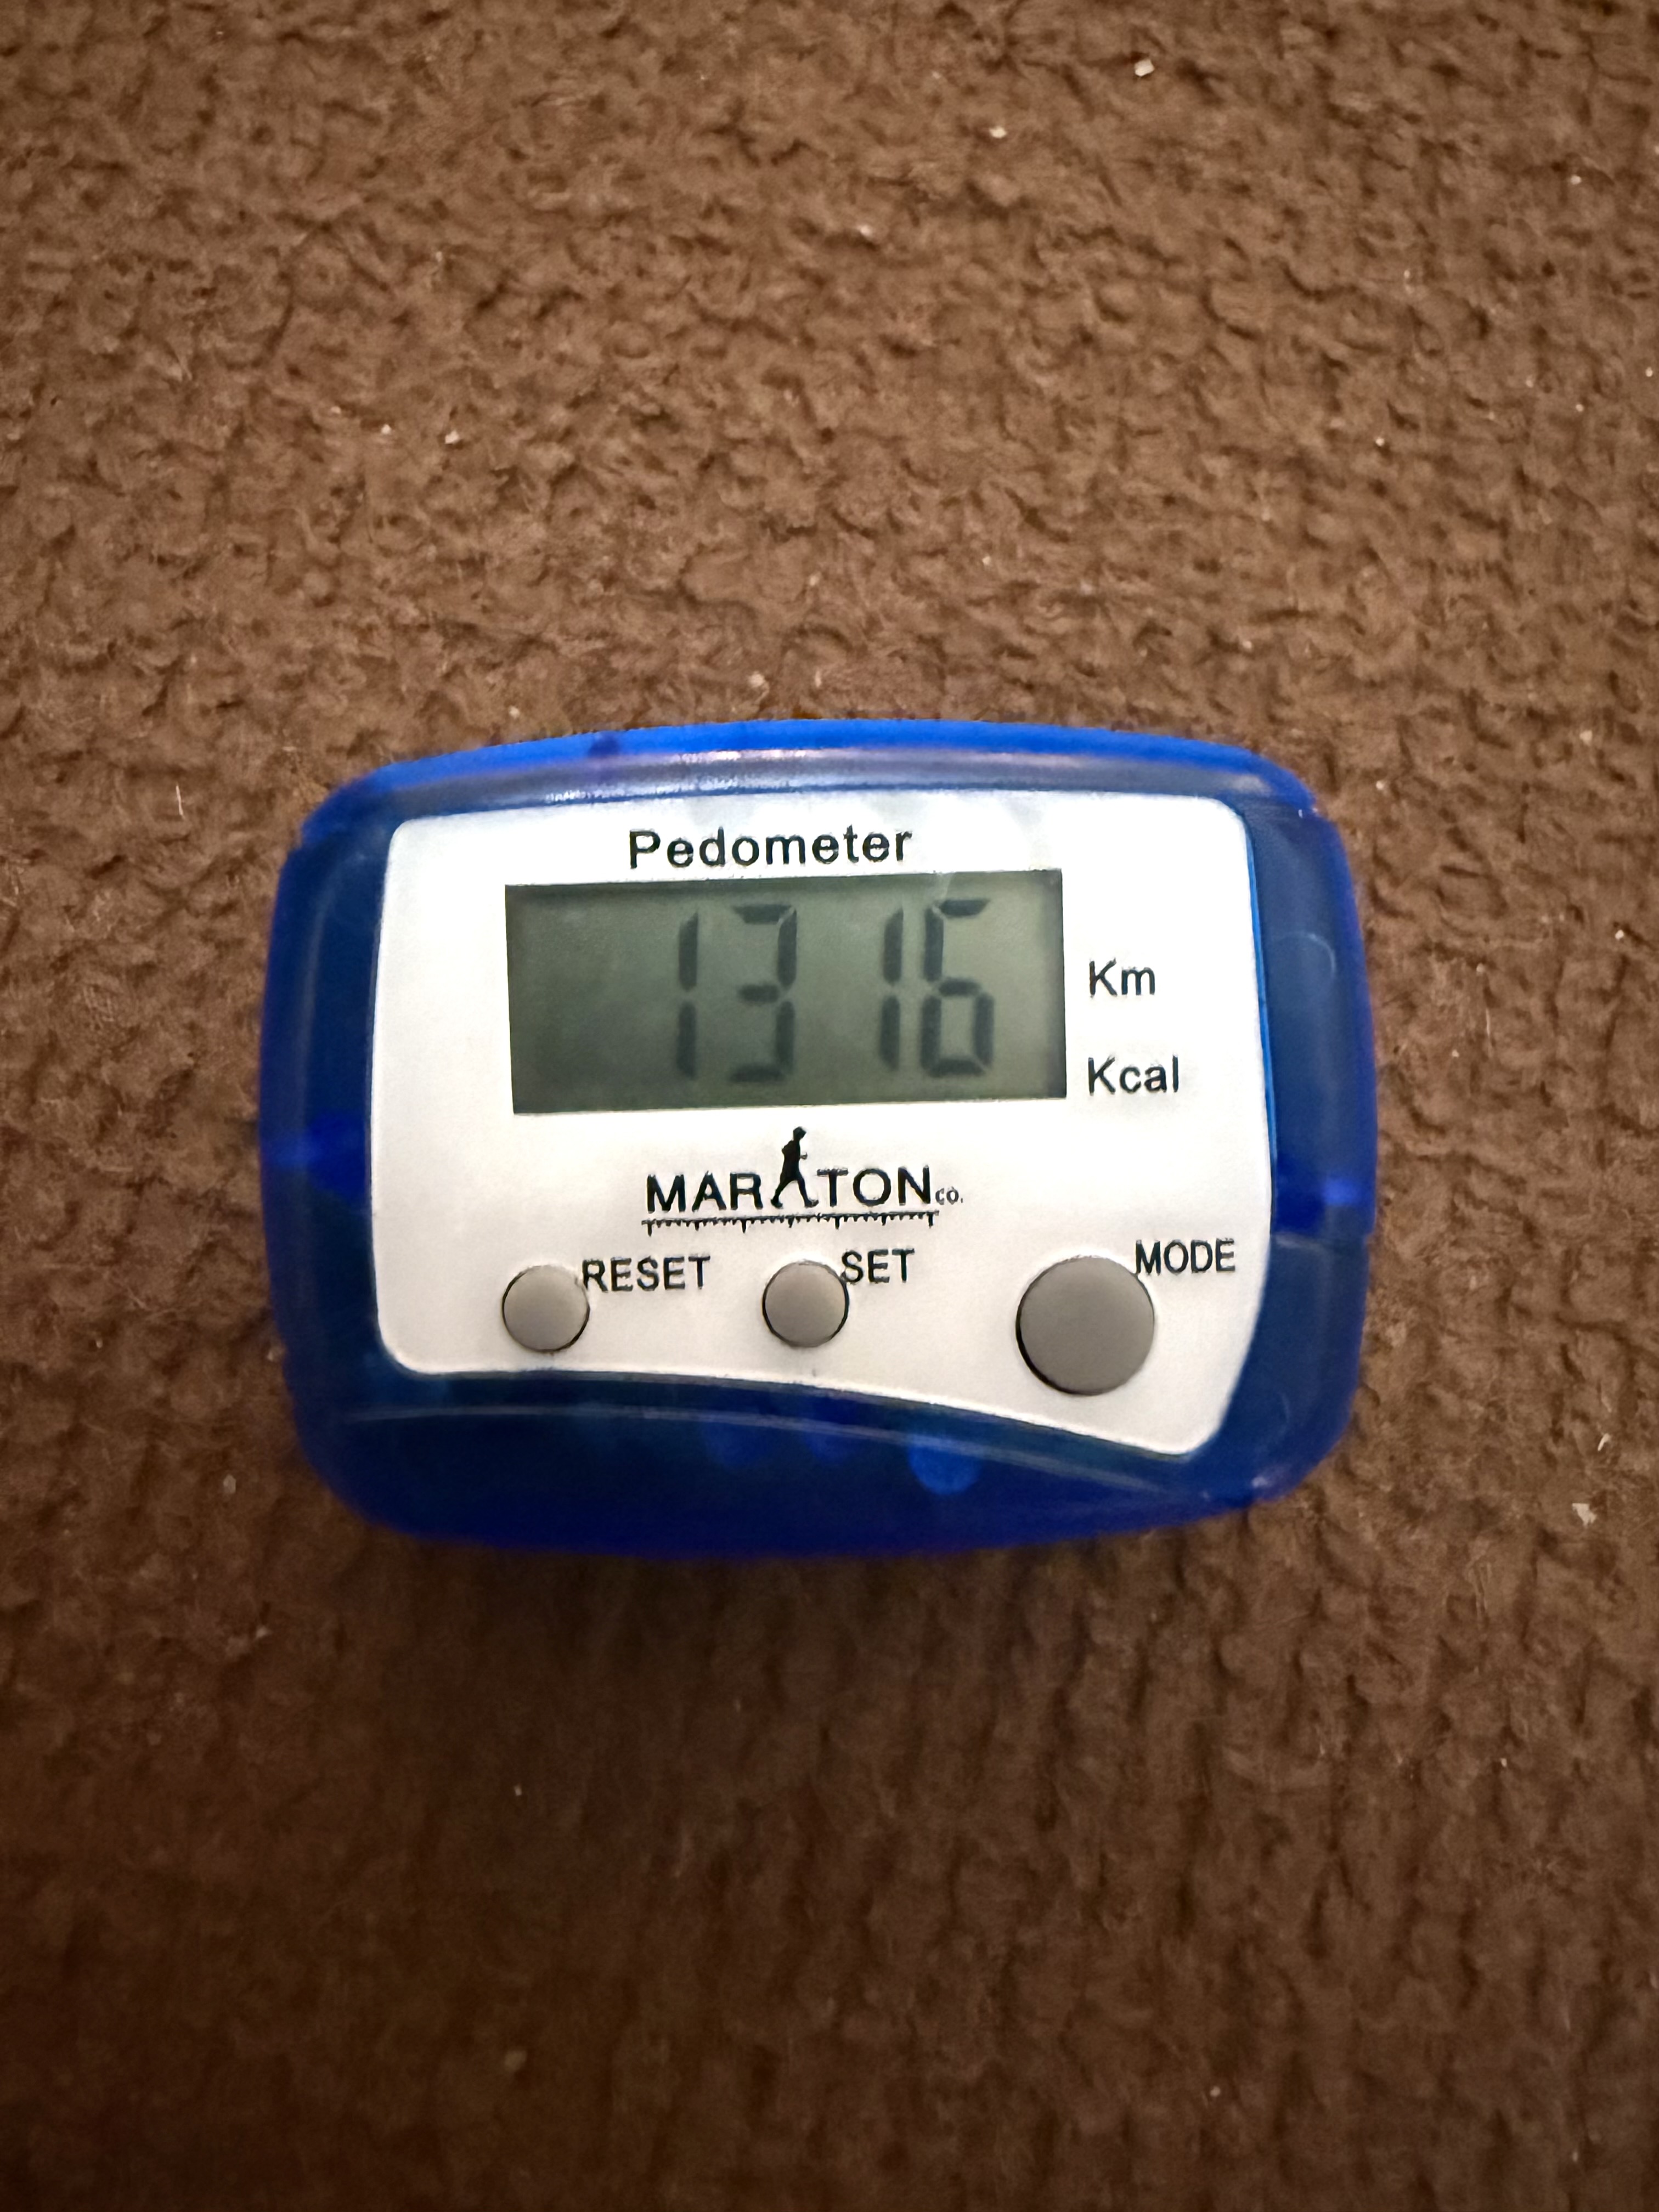 Pedometer
1316
Km
Kcal
MARATON co.
RESET SET MODE